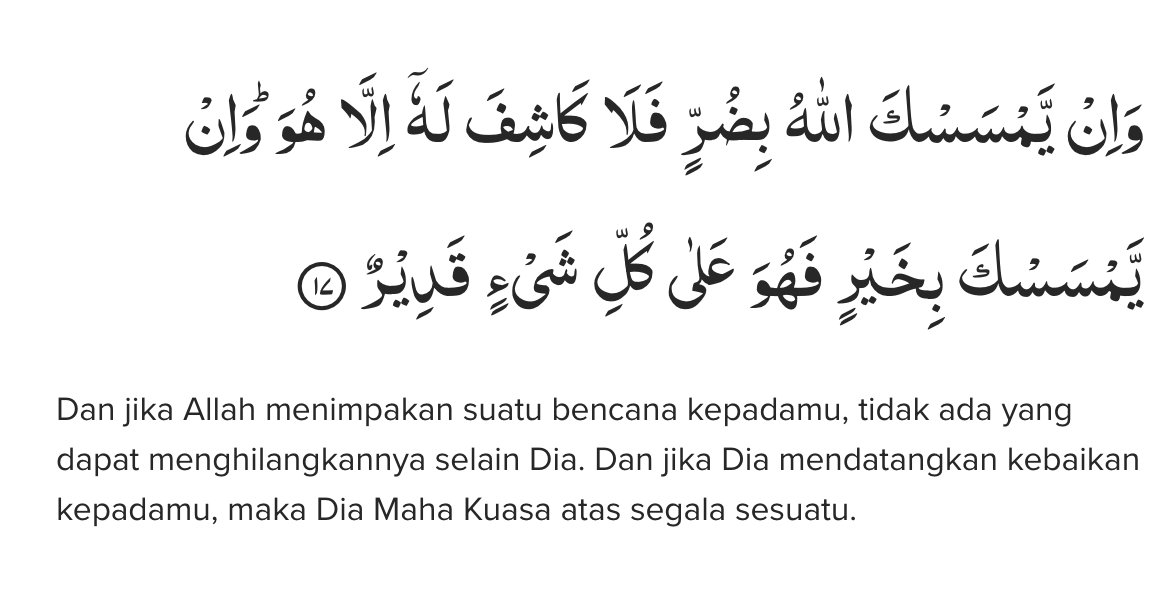 وَاِنْ يَّمْسَسْكَ اللّٰهُ بِضُرٍّ فَلَا كَاشِفَ لَهٗٓ اِلَّا هُوَ ۗوَاِنْ
يَّمْسَسْكَ بِخَيْرٍ فَهُوَ عَلٰى كُلِّ شَيْءٍ قَدِيْرٌ ١٧
Dan jika Allah menimpakan suatu bencana kepadamu, tidak ada yang
dapat menghilangkannya selain Dia. Dan jika Dia mendatangkan kebaikan
kepadamu, maka Dia Maha Kuasa atas segala sesuatu.